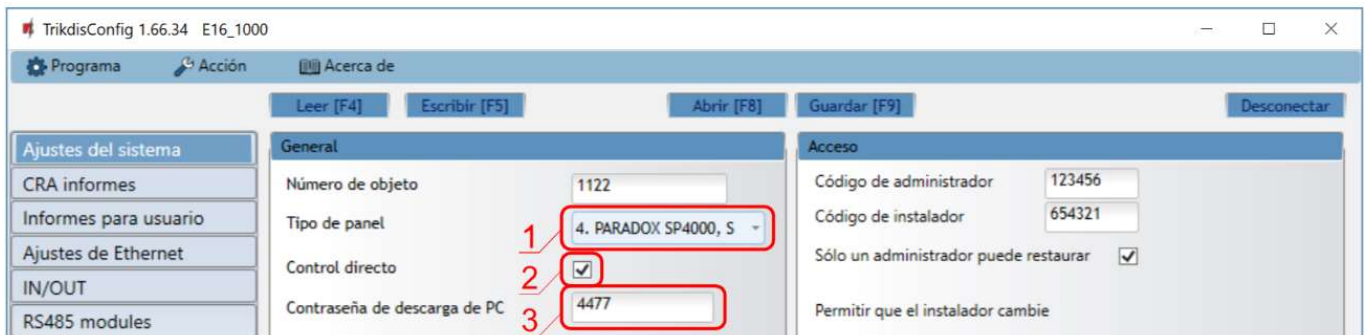 TrikdisConfig 1.66.34 E16_1000
Programa Acción Acerca de
Leer [F4] Escribir [F5] Abrir [F8] Guardar [F9] Desconectar
Ajustes del sistema
CRA informes
Informes para usuario
Ajustes de Ethernet
IN/OUT
RS485 modules
General
Número de objeto 1122
Tipo de panel 1 4. PARADOX SP4000, S
Control directo 2
Contraseña de descarga de PC 3 4477
Acceso
Código de administrador 123456
Código de instalador 654321
Sólo un administrador puede restaurar
Permitir que el instalador cambie